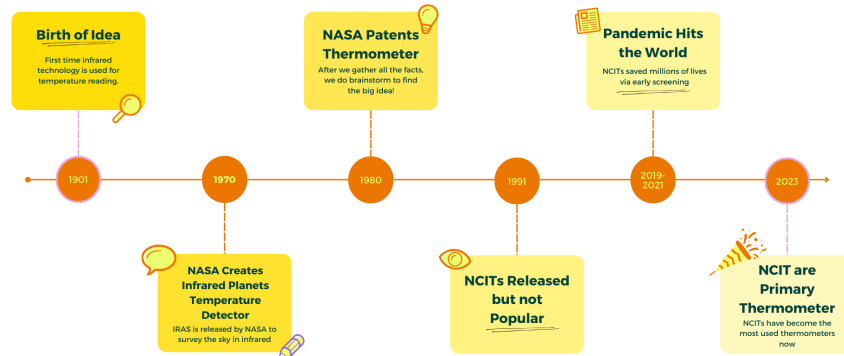 Birth of Idea
First time infrared
technology is used for
temperature reading.
NASA Patents
Thermometer
After we gather all the facts,
we do brainstorm to find
the big idea!
Pandemic Hits
the World
NCITs saved millions of lives
via early screening
1901
1970
1980
1991
2019-
2021
2023
NASA Creates
Infrared Planets
Temperature
Detector
IRAS is released by NASA to
survey the sky in infrared
NCITs Released
but not
Popular
NCIT are
Primary
Thermometer
NCITs have become the
most used thermometers
now